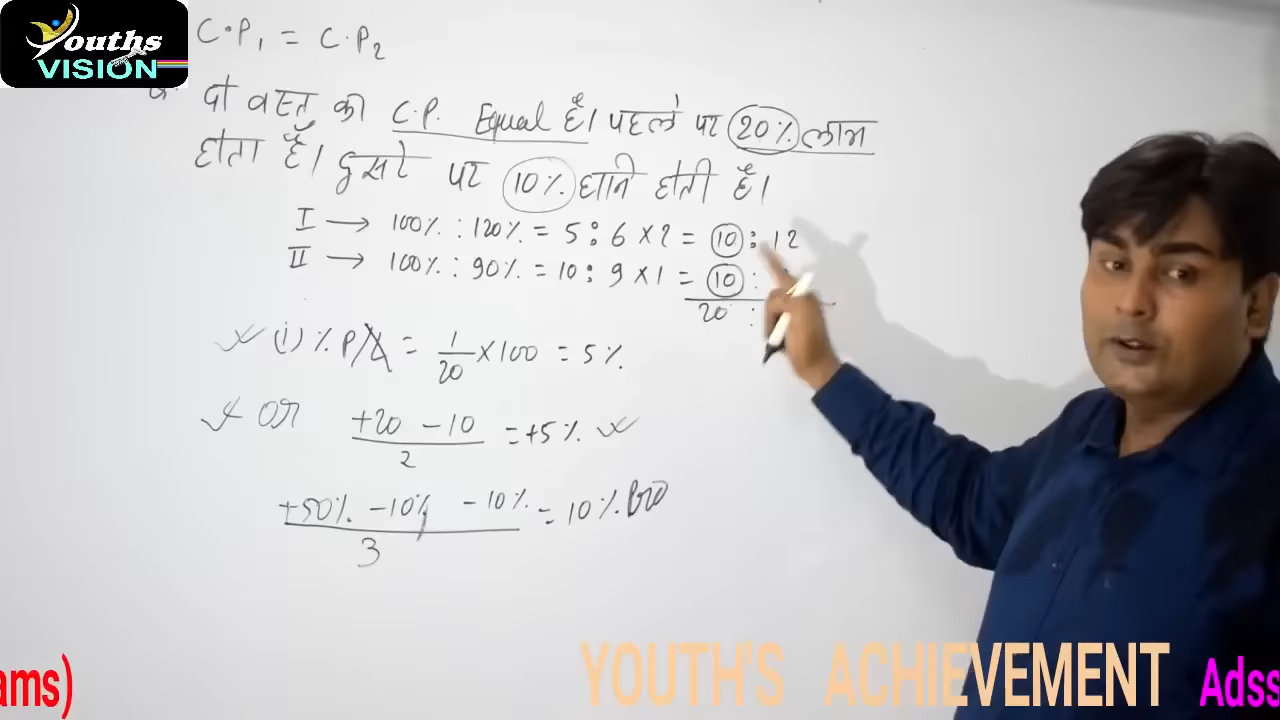 Youths
VISION
C.P₁ = C.P₂
दो वस्तु की C.P. Equal है। पहले पर 20% लाभ
होता है। दुसरे पर 10% हानि होती है।
I → 100% : 120% = 5 : 6 × 2 = 10 : 12
II → 100% : 90% = 10 : 9 × 1 = 10 :
20 :
(i) % P/L = 1/20 × 100 = 5%
OR +20 - 10 / 2 = +5%
+50% - 10% - 10% / 3 = 10%
ams)
YOUTH'S ACHIEVEMENT
Adss